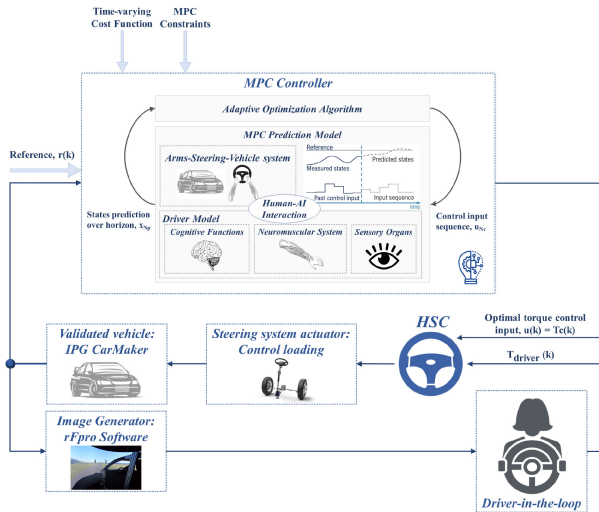 Time-varying
Cost Function
MPC
Constraints
MPC Controller
Adaptive Optimization Algorithm
MPC Prediction Model
Reference, r(k)
Arms-Steering-Vehicle system
Reference
Predicted states
Measured states
Past control input
Input sequence
time
Human-AI
Interaction
States prediction
over horizon, xNp
Driver Model
Cognitive Functions
Neuromuscular System
Sensory Organs
Control input
sequence, uNc
Validated vehicle:
IPG CarMaker
Steering system actuator:
Control loading
HSC
Optimal torque control
input, u(k) = Tc(k)
Tdriver (k)
Image Generator:
rFpro Software
Driver-in-the-loop